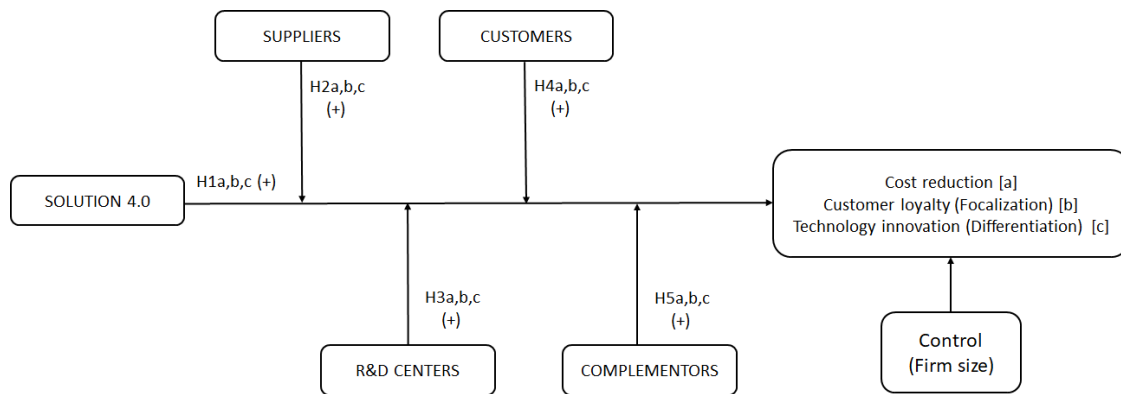 SUPPLIERS
CUSTOMERS
H2a,b,c
(+)
H4a,b,c
(+)
H1a,b,c (+)
SOLUTION 4.0
Cost reduction [a]
Customer loyalty (Focalization) [b]
Technology innovation (Differentiation) [c]
H3a,b,c
(+)
H5a,b,c
(+)
R&D CENTERS
COMPLEMENTORS
Control
(Firm size)